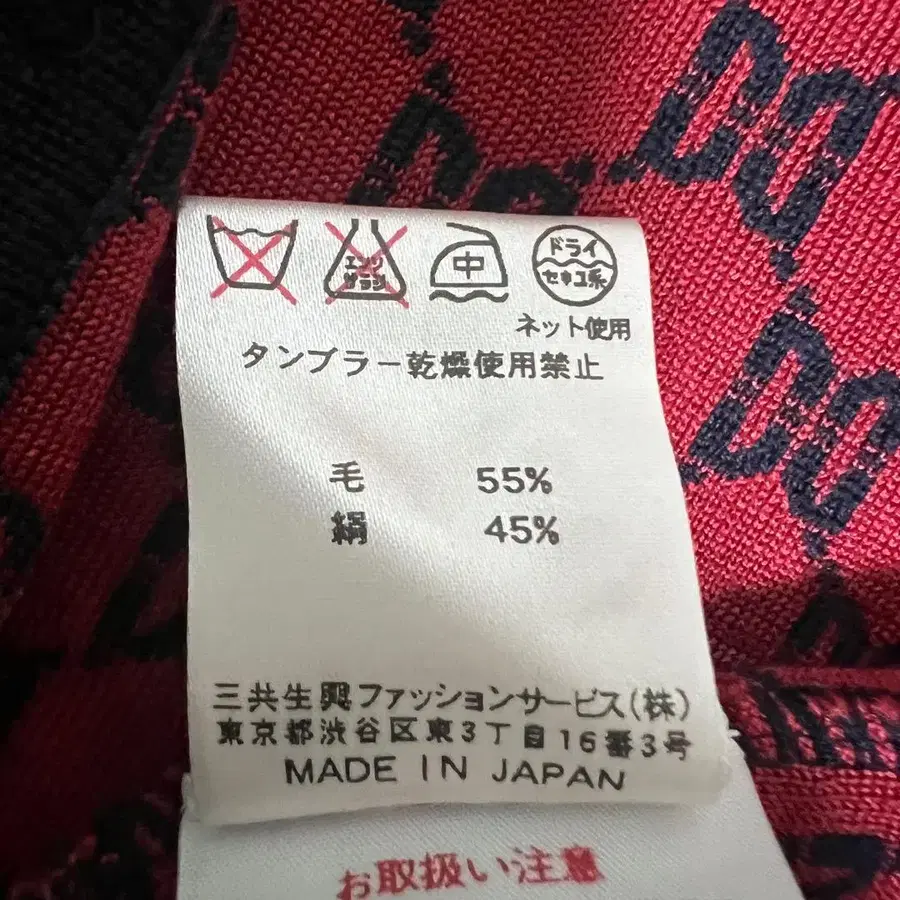 エンソ
サラシ
中
ドライ
セキユ系
ネット使用
タンブラー乾燥使用禁止
毛 55%
絹 45%
三共生興ファッションサービス(株)
東京都渋谷区東3丁目16番3号
MADE IN JAPAN
お取扱い注意